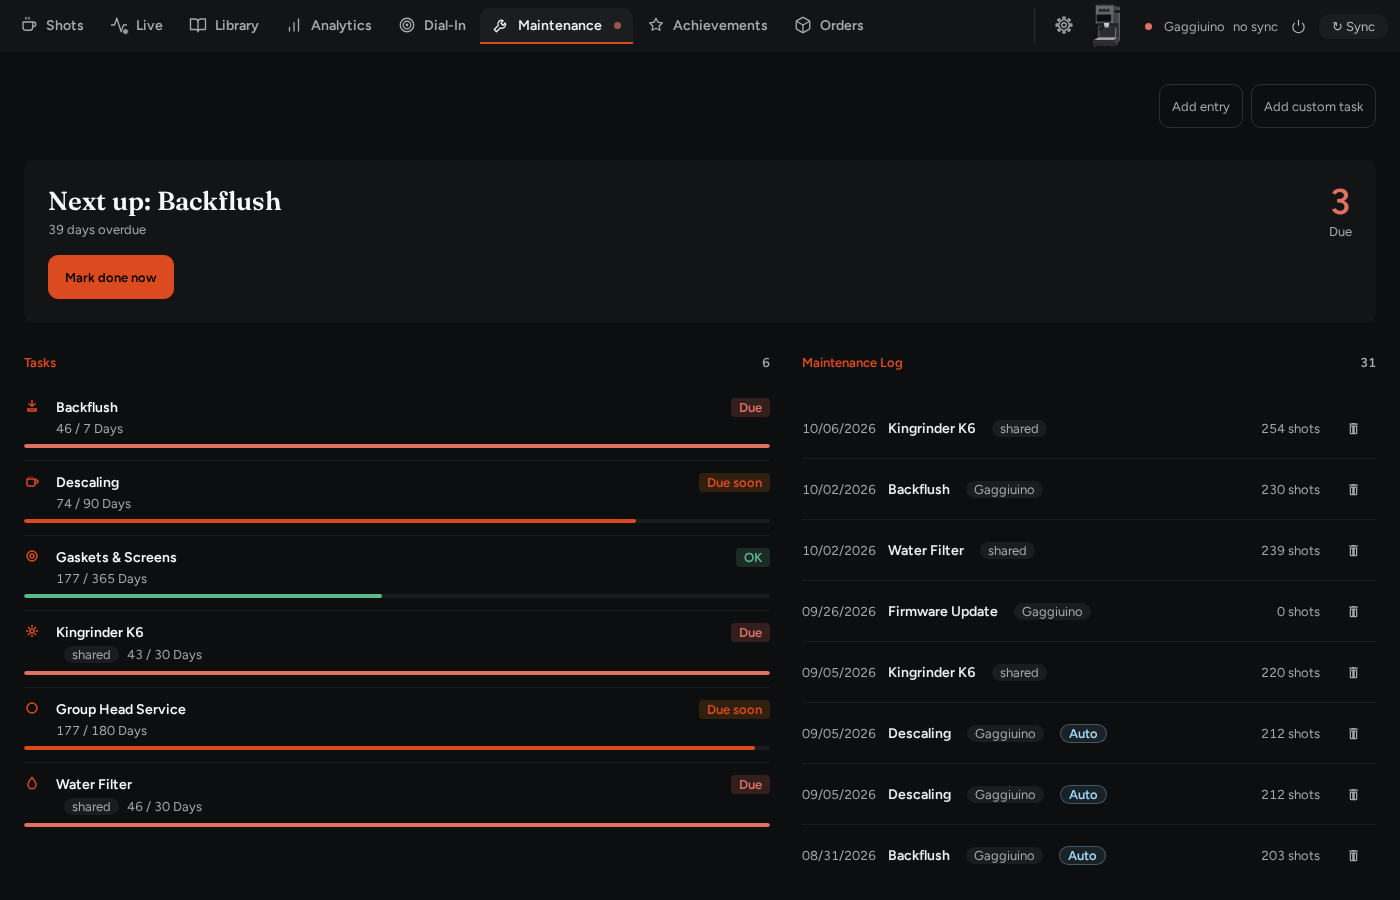 Shots Live Library Analytics Dial-In Maintenance Achievements Orders Gaggiuino no sync ↻ Sync
Add entry Add custom task
Next up: Backflush
39 days overdue
Mark done now
3
Due
Tasks 6
Backflush Due
46 / 7 Days
Descaling Due soon
74 / 90 Days
Gaskets & Screens OK
177 / 365 Days
Kingrinder K6 Due
shared 43 / 30 Days
Group Head Service Due soon
177 / 180 Days
Water Filter Due
shared 46 / 30 Days
Maintenance Log 31
10/06/2026 Kingrinder K6 shared 254 shots
10/02/2026 Backflush Gaggiuino 230 shots
10/02/2026 Water Filter shared 239 shots
09/26/2026 Firmware Update Gaggiuino 0 shots
09/05/2026 Kingrinder K6 shared 220 shots
09/05/2026 Descaling Gaggiuino Auto 212 shots
09/05/2026 Descaling Gaggiuino Auto 212 shots
08/31/2026 Backflush Gaggiuino Auto 203 shots